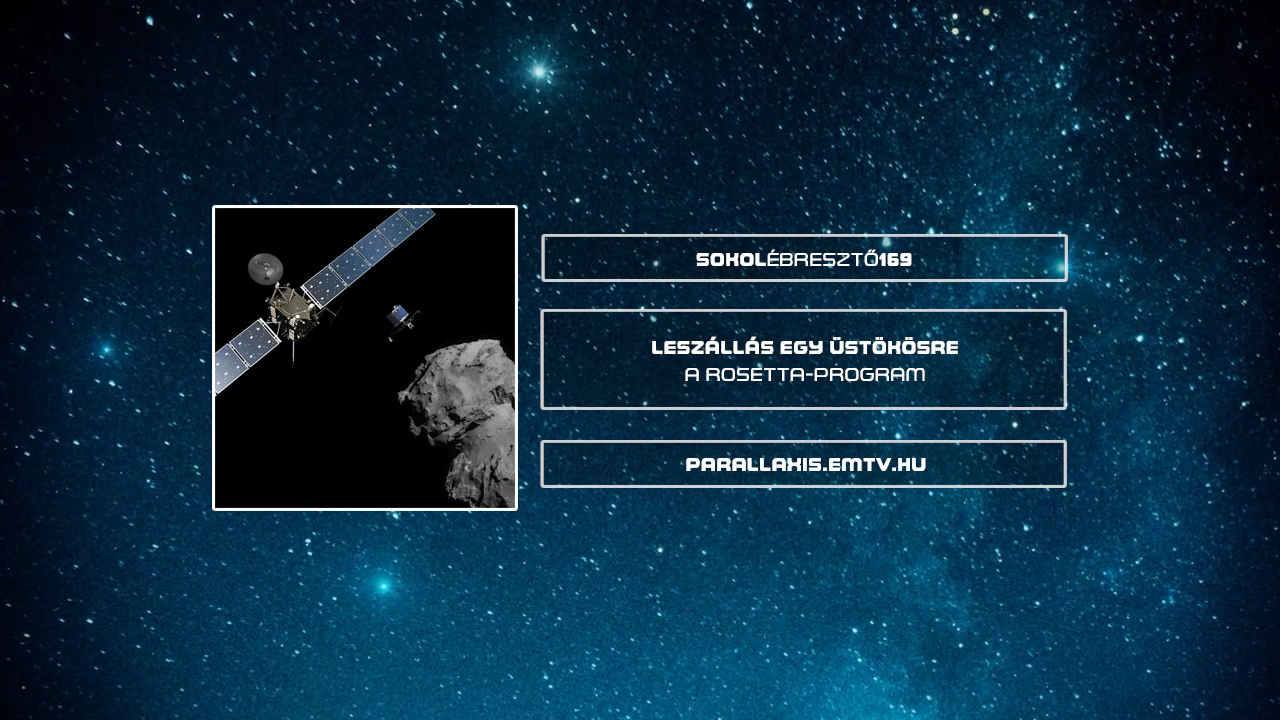 SOKOLÉBRESZTŐ169
LESZÁLLÁS EGY ÜSTÖKÖSRE
A ROSETTA-PROGRAM
PARALLAXIS.EMTV.HU